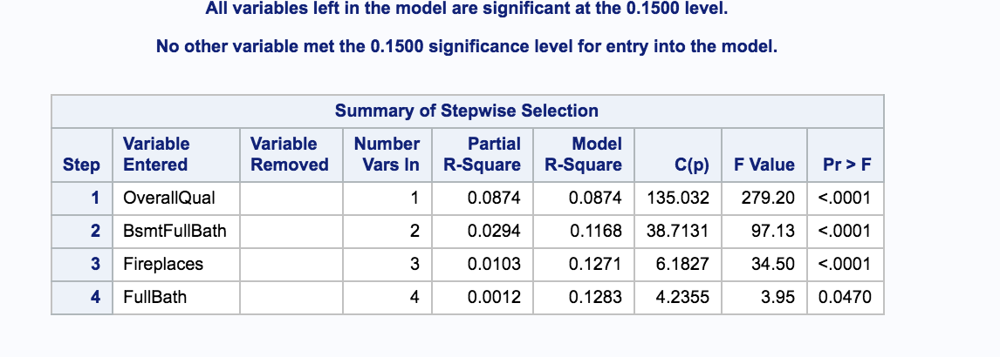 All variables left in the model are significant at the 0.1500 level.
No other variable met the 0.1500 significance level for entry into the model.
Summary of Stepwise Selection
Step Variable Entered Variable Removed Number Vars In Partial R-Square Model R-Square C(p) F Value Pr > F
1 OverallQual 1 0.0874 0.0874 135.032 279.20 <.0001
2 BsmtFullBath 2 0.0294 0.1168 38.7131 97.13 <.0001
3 Fireplaces 3 0.0103 0.1271 6.1827 34.50 <.0001
4 FullBath 4 0.0012 0.1283 4.2355 3.95 0.0470